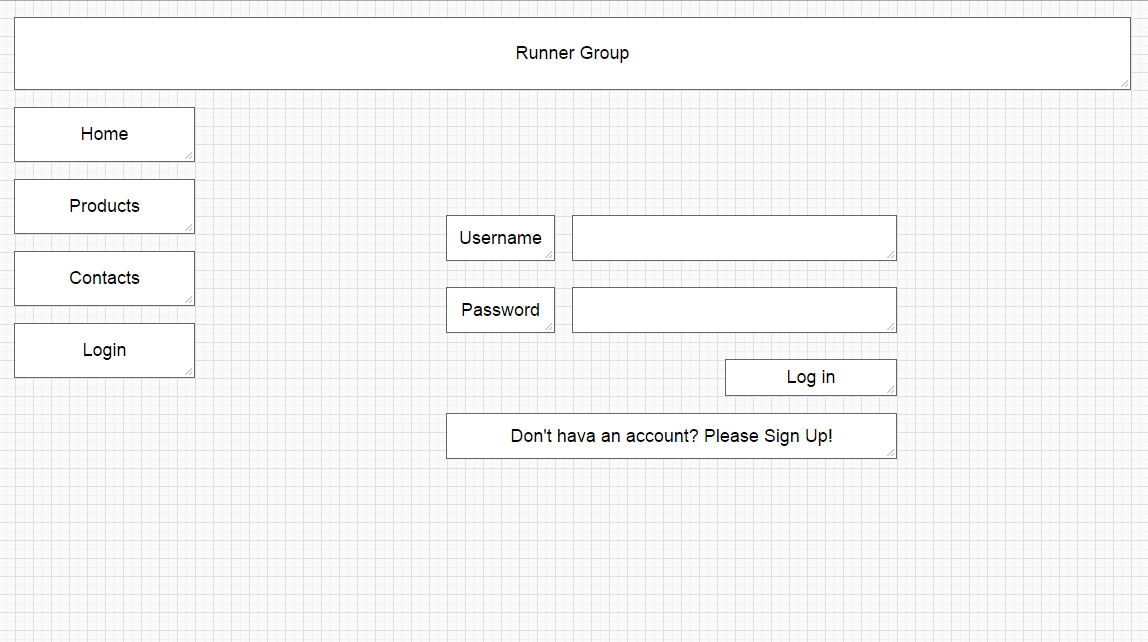 Runner Group
Home
Products
Contacts
Login
Username
Password
Log in
Don't hava an account? Please Sign Up!